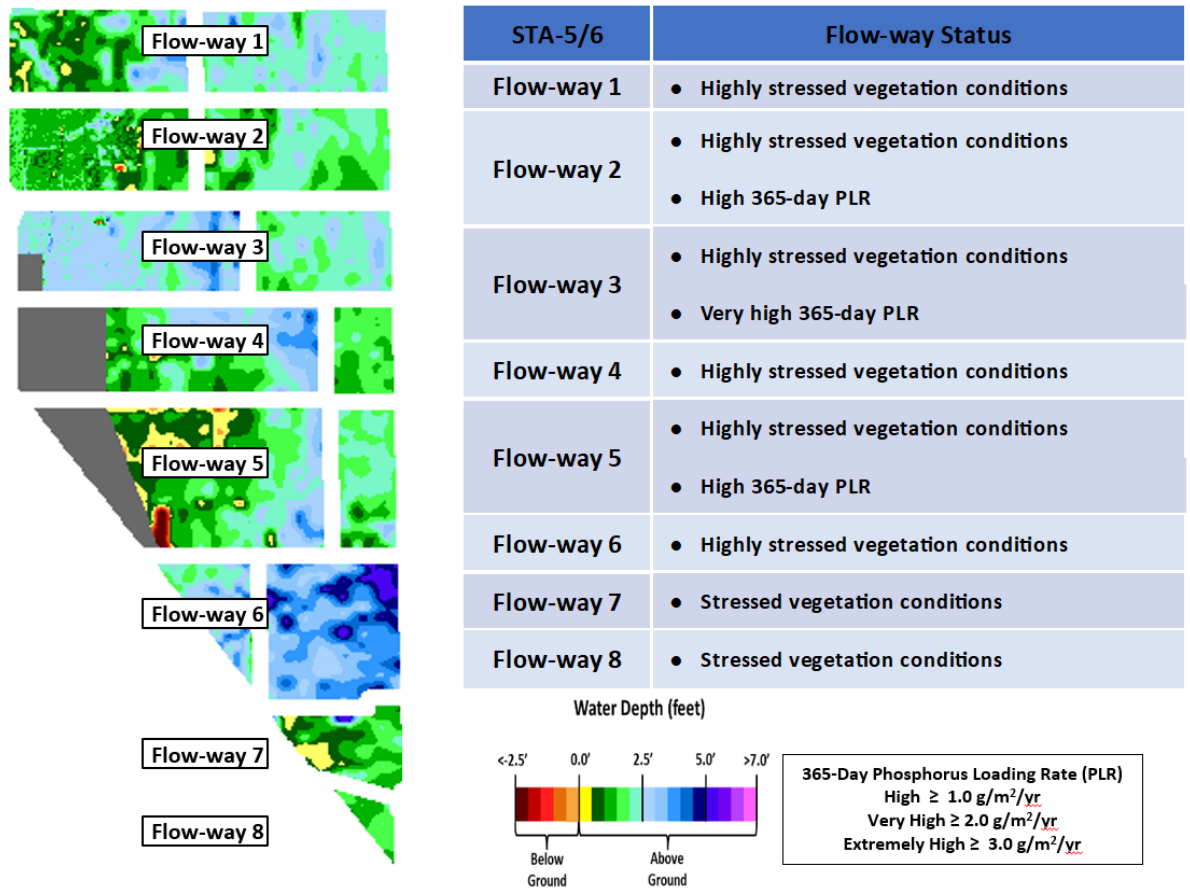 Flow-way 1
Flow-way 2
Flow-way 3
Flow-way 4
Flow-way 5
Flow-way 6
Flow-way 7
Flow-way 8
STA-5/6 Flow-way Status
Flow-way 1 ● Highly stressed vegetation conditions
Flow-way 2 ● Highly stressed vegetation conditions
● High 365-day PLR
Flow-way 3 ● Highly stressed vegetation conditions
● Very high 365-day PLR
Flow-way 4 ● Highly stressed vegetation conditions
Flow-way 5 ● Highly stressed vegetation conditions
● High 365-day PLR
Flow-way 6 ● Highly stressed vegetation conditions
Flow-way 7 ● Stressed vegetation conditions
Flow-way 8 ● Stressed vegetation conditions
Water Depth (feet)
<-2.5' 0.0' 2.5' 5.0' >7.0'
Below Ground
Above Ground
365-Day Phosphorus Loading Rate (PLR)
High ≥ 1.0 g/m²/yr
Very High ≥ 2.0 g/m²/yr
Extremely High ≥ 3.0 g/m²/yr